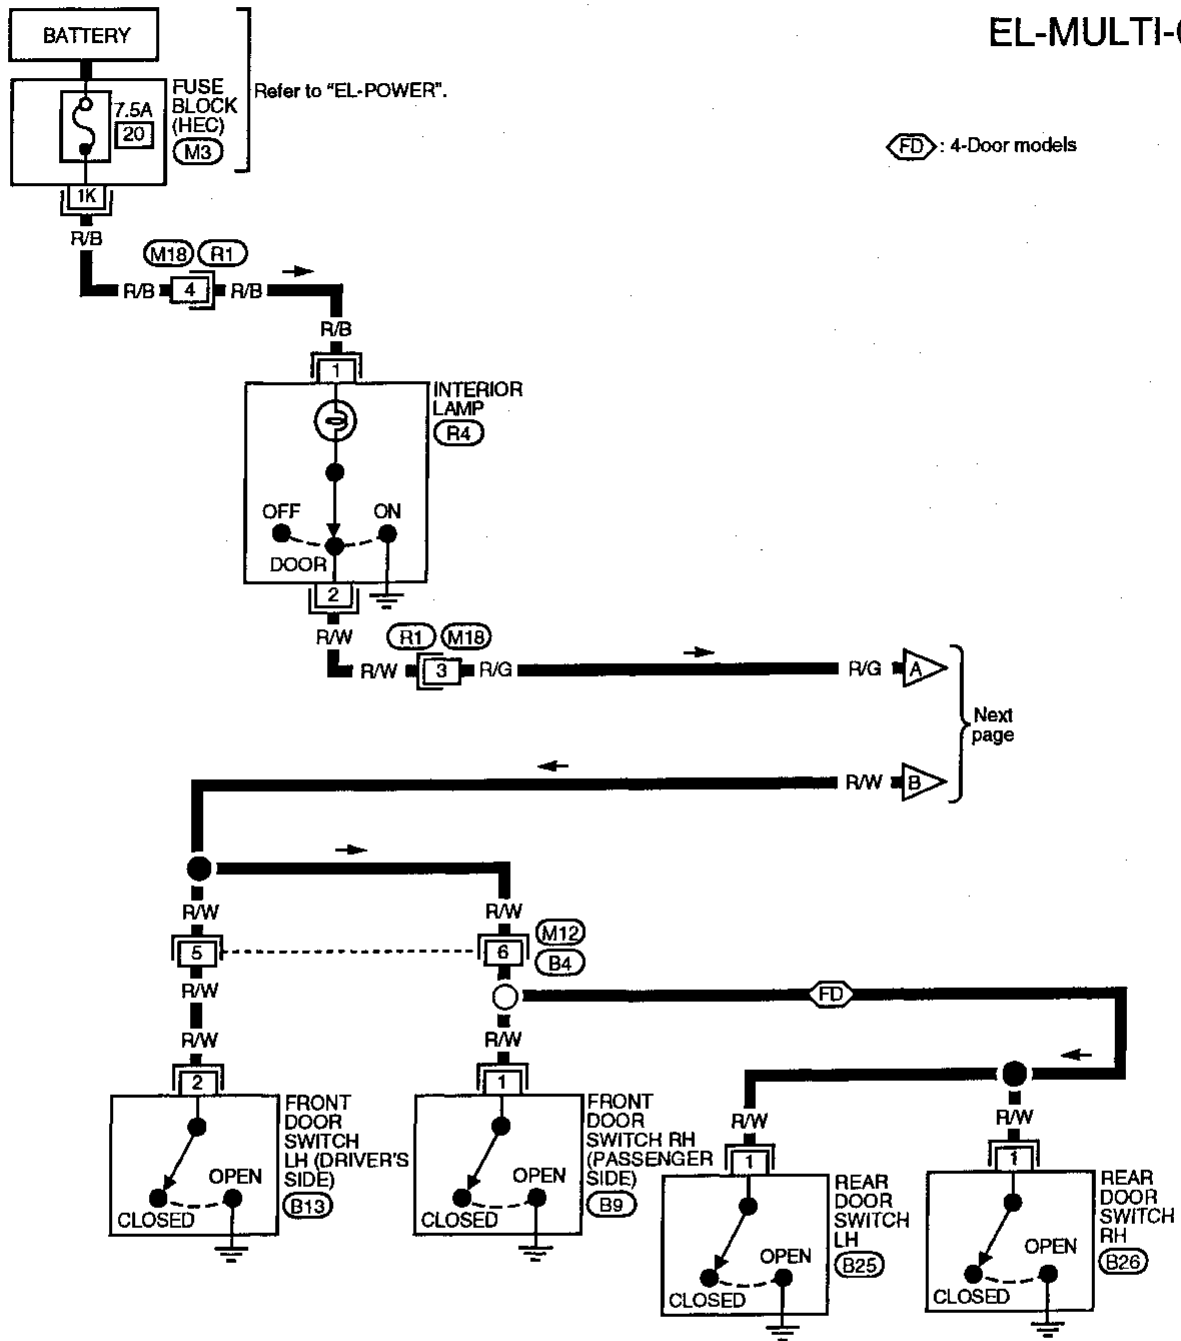 EL-MULTI-
BATTERY
FUSE
BLOCK
(HEC)
M3
7.5A
20
Refer to "EL-POWER".
FD : 4-Door models
1K
R/B
M18 R1
R/B 4 R/B
R/B
1
INTERIOR
LAMP
R4
OFF ON
DOOR
2
R/W
R1 M18
R/W 3 R/G R/G A
Next
page
R/W B
R/W R/W
M12
5 6
B4
R/W
FD
R/W R/W
2 1
R/W R/W
1 1
FRONT
DOOR
SWITCH
LH (DRIVER'S
SIDE)
B13
OPEN
CLOSED
FRONT
DOOR
SWITCH RH
(PASSENGER
SIDE)
B9
OPEN
CLOSED
REAR
DOOR
SWITCH
LH
B25
OPEN
CLOSED
REAR
DOOR
SWITCH
RH
B26
OPEN
CLOSED